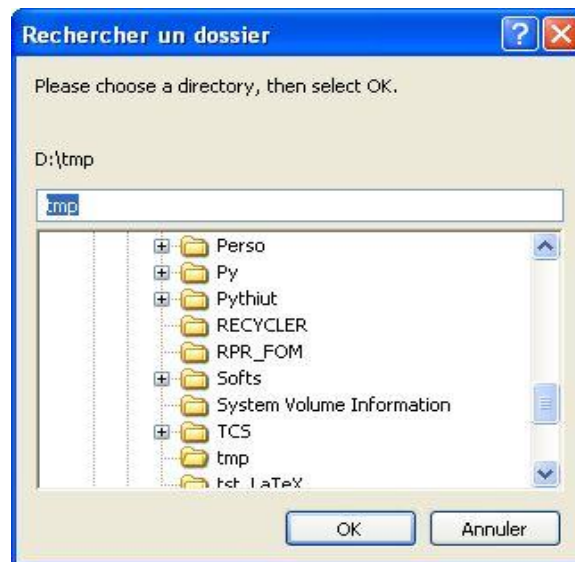 Rechercher un dossier
Please choose a directory, then select OK.
D:\tmp
tmp
Perso
Py
Pythiut
RECYCLER
RPR_FOM
Softs
System Volume Information
TCS
tmp
tst_LaTeX
OK Annuler